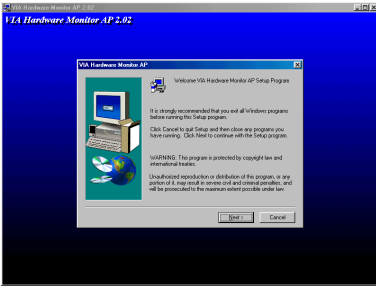 VIA Hardware Monitor AP 2.02
VIA Hardware Monitor AP 2.02
VIA Hardware Monitor AP
Welcome VIA Hardware Monitor AP Setup Program
It is strongly recommended that you exit all Windows programs
before running this Setup program.
Click Cancel to quit Setup and then close any programs you
have running. Click Next to continue with the Setup program.
WARNING: This program is protected by copyright law and
international treaties.
Unauthorized reproduction or distribution of this program, or any
portion of it, may result in severe civil and criminal penalties, and
will be prosecuted to the maximum extent possible under law.
Next >
Cancel